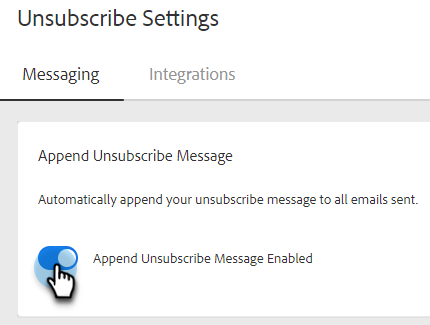 Unsubscribe Settings
Messaging Integrations
Append Unsubscribe Message
Automatically append your unsubscribe message to all emails sent.
Append Unsubscribe Message Enabled